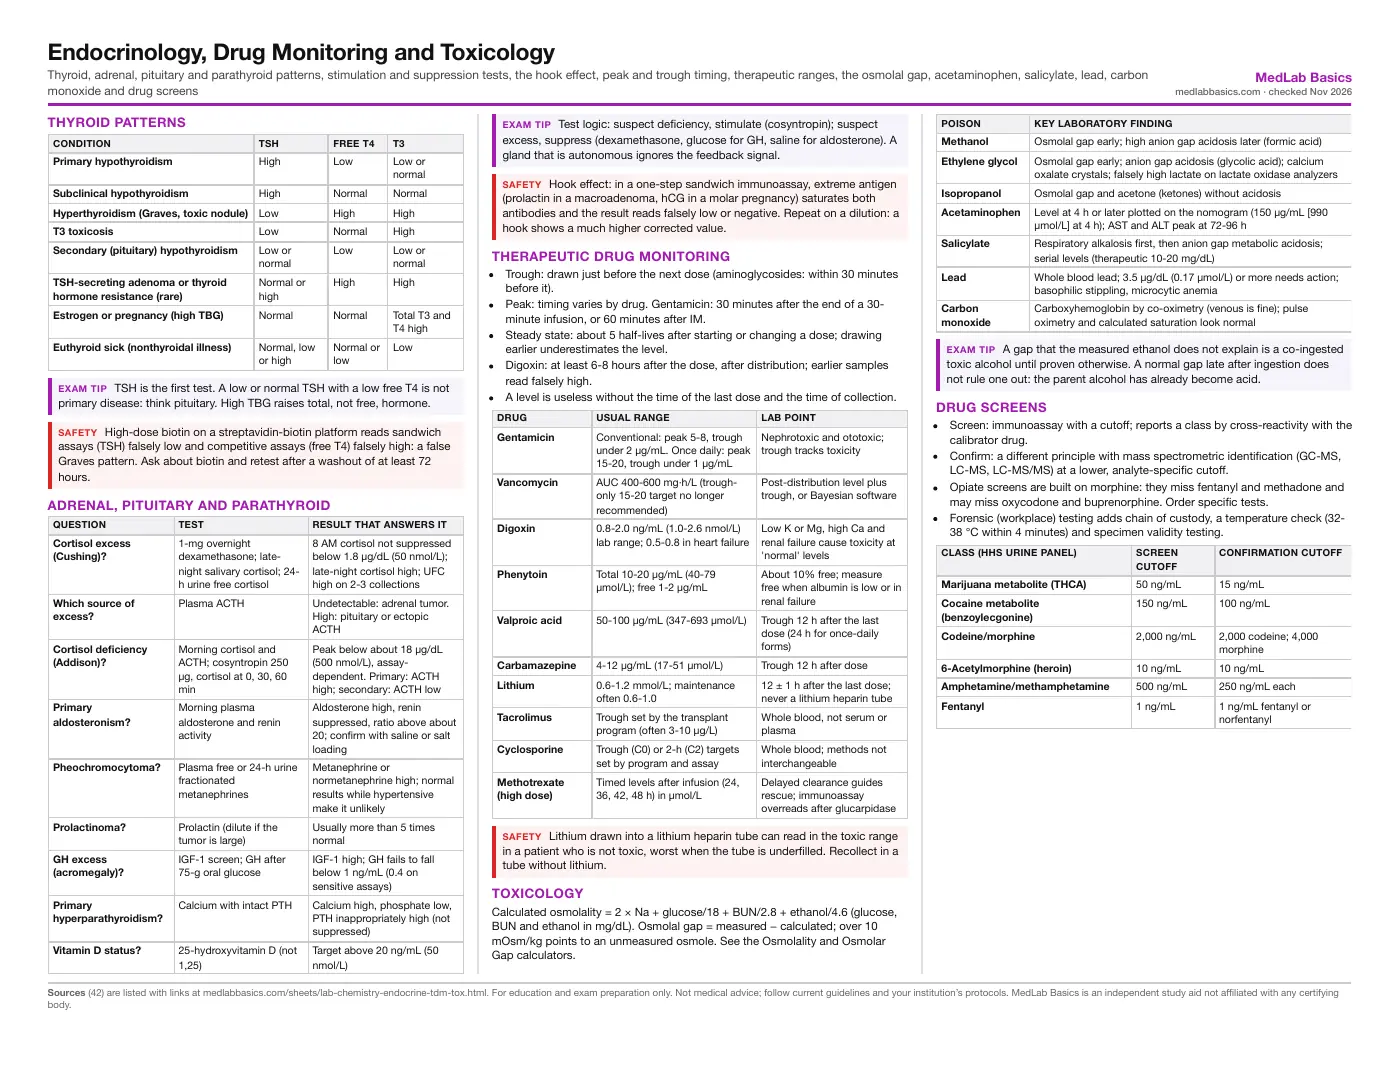 Endocrinology, Drug Monitoring and Toxicology
Thyroid, adrenal, pituitary and parathyroid patterns, stimulation and suppression tests, the hook effect, peak and trough timing, therapeutic ranges, the osmolal gap, acetaminophen, salicylate, lead, carbon
monoxide and drug screens
MedLab Basics
medlabbasics.com · checked Nov 2026
THYROID PATTERNS
CONDITION TSH FREE T4 T3
Primary hypothyroidism High Low Low or
normal
Subclinical hypothyroidism High Normal Normal
Hyperthyroidism (Graves, toxic nodule) Low High High
T3 toxicosis Low Normal High
Secondary (pituitary) hypothyroidism Low or Low Low or
normal normal
TSH-secreting adenoma or thyroid Normal or High High
hormone resistance (rare) high
Estrogen or pregnancy (high TBG) Normal Normal Total T3 and
T4 high
Euthyroid sick (nonthyroidal illness) Normal, low Normal or Low
or high low
EXAM TIP TSH is the first test. A low or normal TSH with a low free T4 is not
primary disease: think pituitary. High TBG raises total, not free, hormone.
SAFETY High-dose biotin on a streptavidin-biotin platform reads sandwich
assays (TSH) falsely low and competitive assays (free T4) falsely high: a false
Graves pattern. Ask about biotin and retest after a washout of at least 72
hours.
ADRENAL, PITUITARY AND PARATHYROID
QUESTION TEST RESULT THAT ANSWERS IT
Cortisol excess 1-mg overnight 8 AM cortisol not suppressed
(Cushing)? dexamethasone; late- below 1.8 µg/dL (50 nmol/L);
night salivary cortisol; 24- late-night cortisol high; UFC
h urine free cortisol high on 2-3 collections
Which source of Plasma ACTH Undetectable: adrenal tumor.
excess? High: pituitary or ectopic
ACTH
Cortisol deficiency Morning cortisol and Peak below about 18 µg/dL
(Addison)? ACTH; cosyntropin 250 (500 nmol/L), assay-
µg, cortisol at 0, 30, 60 dependent. Primary: ACTH
min high; secondary: ACTH low
Primary Morning plasma Aldosterone high, renin
aldosteronism? aldosterone and renin suppressed, ratio above about
activity 20; confirm with saline or salt
loading
Pheochromocytoma? Plasma free or 24-h urine Metanephrine or
fractionated normetanephrine high; normal
metanephrines results while hypertensive
make it unlikely
Prolactinoma? Prolactin (dilute if the Usually more than 5 times
tumor is large) normal
GH excess IGF-1 screen; GH after IGF-1 high; GH fails to fall
(acromegaly)? 75-g oral glucose below 1 ng/mL (0.4 on
sensitive assays)
Primary Calcium with intact PTH Calcium high, phosphate low,
hyperparathyroidism? PTH inappropriately high (not
suppressed)
Vitamin D status? 25-hydroxyvitamin D (not Target above 20 ng/mL (50
1,25) nmol/L)
EXAM TIP Test logic: suspect deficiency, stimulate (cosyntropin); suspect
excess, suppress (dexamethasone, glucose for GH, saline for aldosterone). A
gland that is autonomous ignores the feedback signal.
SAFETY Hook effect: in a one-step sandwich immunoassay, extreme antigen
(prolactin in a macroadenoma, hCG in a molar pregnancy) saturates both
antibodies and the result reads falsely low or negative. Repeat on a dilution: a
hook shows a much higher corrected value.
THERAPEUTIC DRUG MONITORING
• Trough: drawn just before the next dose (aminoglycosides: within 30 minutes
before it).
• Peak: timing varies by drug. Gentamicin: 30 minutes after the end of a 30-
minute infusion, or 60 minutes after IM.
• Steady state: about 5 half-lives after starting or changing a dose; drawing
earlier underestimates the level.
• Digoxin: at least 6-8 hours after the dose, after distribution; earlier samples
read falsely high.
• A level is useless without the time of the last dose and the time of collection.
DRUG USUAL RANGE LAB POINT
Gentamicin Conventional: peak 5-8, trough Nephrotoxic and ototoxic;
under 2 µg/mL. Once daily: peak trough tracks toxicity
15-20, trough under 1 µg/mL
Vancomycin AUC 400-600 mg·h/L (trough- Post-distribution level plus
only 15-20 target no longer trough, or Bayesian software
recommended)
Digoxin 0.8-2.0 ng/mL (1.0-2.6 nmol/L) Low K or Mg, high Ca and
lab range; 0.5-0.8 in heart failure renal failure cause toxicity at
'normal' levels
Phenytoin Total 10-20 µg/mL (40-79 About 10% free; measure
µmol/L); free 1-2 µg/mL free when albumin is low or in
renal failure
Valproic acid 50-100 µg/mL (347-693 µmol/L) Trough 12 h after the last
dose (24 h for once-daily
forms)
Carbamazepine 4-12 µg/mL (17-51 µmol/L) Trough 12 h after dose
Lithium 0.6-1.2 mmol/L; maintenance 12 ± 1 h after the last dose;
often 0.6-1.0 never a lithium heparin tube
Tacrolimus Trough set by the transplant Whole blood, not serum or
program (often 3-10 µg/L) plasma
Cyclosporine Trough (C0) or 2-h (C2) targets Whole blood; methods not
set by program and assay interchangeable
Methotrexate Timed levels after infusion (24, Delayed clearance guides
(high dose) 36, 42, 48 h) in µmol/L rescue; immunoassay
overreads after glucarpidase
SAFETY Lithium drawn into a lithium heparin tube can read in the toxic range
in a patient who is not toxic, worst when the tube is underfilled. Recollect in a
tube without lithium.
TOXICOLOGY
Calculated osmolality = 2 × Na + glucose/18 + BUN/2.8 + ethanol/4.6 (glucose,
BUN and ethanol in mg/dL). Osmolal gap = measured − calculated; over 10
mOsm/kg points to an unmeasured osmole. See the Osmolality and Osmolar
Gap calculators.
POISON KEY LABORATORY FINDING
Methanol Osmolal gap early; high anion gap acidosis later (formic acid)
Ethylene glycol Osmolal gap early; anion gap acidosis (glycolic acid); calcium
oxalate crystals; falsely high lactate on lactate oxidase analyzers
Isopropanol Osmolal gap and acetone (ketones) without acidosis
Acetaminophen Level at 4 h or later plotted on the nomogram (150 µg/mL [990
µmol/L] at 4 h); AST and ALT peak at 72-96 h
Salicylate Respiratory alkalosis first, then anion gap metabolic acidosis;
serial levels (therapeutic 10-20 mg/dL)
Lead Whole blood lead; 3.5 µg/dL (0.17 µmol/L) or more needs action;
basophilic stippling, microcytic anemia
Carbon Carboxyhemoglobin by co-oximetry (venous is fine); pulse
monoxide oximetry and calculated saturation look normal
EXAM TIP A gap that the measured ethanol does not explain is a co-ingested
toxic alcohol until proven otherwise. A normal gap late after ingestion does
not rule one out: the parent alcohol has already become acid.
DRUG SCREENS
• Screen: immunoassay with a cutoff; reports a class by cross-reactivity with the
calibrator drug.
• Confirm: a different principle with mass spectrometric identification (GC-MS,
LC-MS, LC-MS/MS) at a lower, analyte-specific cutoff.
• Opiate screens are built on morphine: they miss fentanyl and methadone and
may miss oxycodone and buprenorphine. Order specific tests.
• Forensic (workplace) testing adds chain of custody, a temperature check (32-
38 °C within 4 minutes) and specimen validity testing.
CLASS (HHS URINE PANEL) SCREEN CONFIRMATION CUTOFF
CUTOFF
Marijuana metabolite (THCA) 50 ng/mL 15 ng/mL
Cocaine metabolite 150 ng/mL 100 ng/mL
(benzoylecgonine)
Codeine/morphine 2,000 ng/mL 2,000 codeine; 4,000
morphine
6-Acetylmorphine (heroin) 10 ng/mL 10 ng/mL
Amphetamine/methamphetamine 500 ng/mL 250 ng/mL each
Fentanyl 1 ng/mL 1 ng/mL fentanyl or
norfentanyl
Sources (42) are listed with links at medlabbasics.com/sheets/lab-chemistry-endocrine-tdm-tox.html. For education and exam preparation only. Not medical advice; follow current guidelines and your institution's protocols. MedLab Basics is an independent study aid not affiliated with any certifying
body.